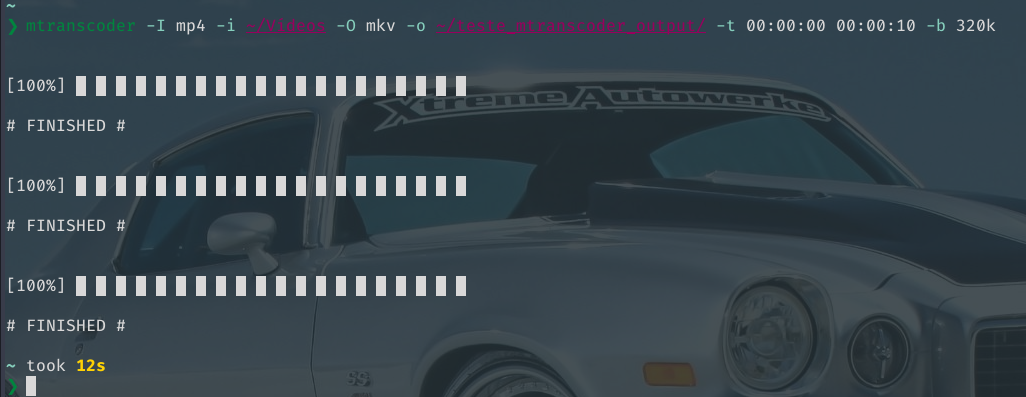 ~
❯ mtranscoder -I mp4 -i ~/Videos -O mkv -o ~/teste_mtranscoder_output/ -t 00:00:00 00:00:10 -b 320k
Xtreme Autowerke
[100%]
# FINISHED #
[100%]
# FINISHED #
[100%]
# FINISHED #
SS
~ took 12s
❯